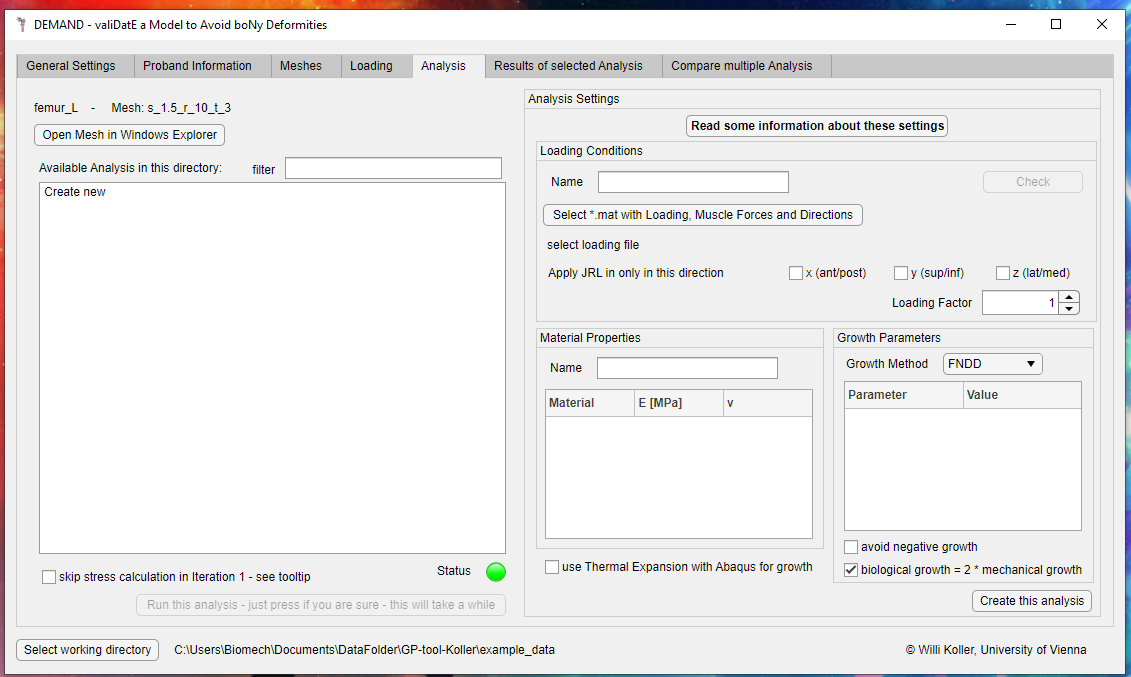 DEMAND - valiDatE a Model to Avoid boNy Deformities
General Settings Proband Information Meshes Loading Analysis Results of selected Analysis Compare multiple Analysis
femur_L - Mesh: s_1.5_r_10_t_3
Open Mesh in Windows Explorer
Available Analysis in this directory: filter
Create new
skip stress calculation in Iteration 1 - see tooltip
Status
Run this analysis - just press if you are sure - this will take a while
Analysis Settings
Read some information about these settings
Loading Conditions
Name
Check
Select *.mat with Loading, Muscle Forces and Directions
select loading file
Apply JRL in only in this direction x (ant/post) y (sup/inf) z (lat/med)
Loading Factor 1
Material Properties
Name
Material E [MPa] v
use Thermal Expansion with Abaqus for growth
Growth Parameters
Growth Method FNDD
Parameter Value
avoid negative growth
biological growth = 2 * mechanical growth
Create this analysis
Select working directory C:\Users\Biomech\Documents\DataFolder\GP-tool-Koller\example_data
© Willi Koller, University of Vienna